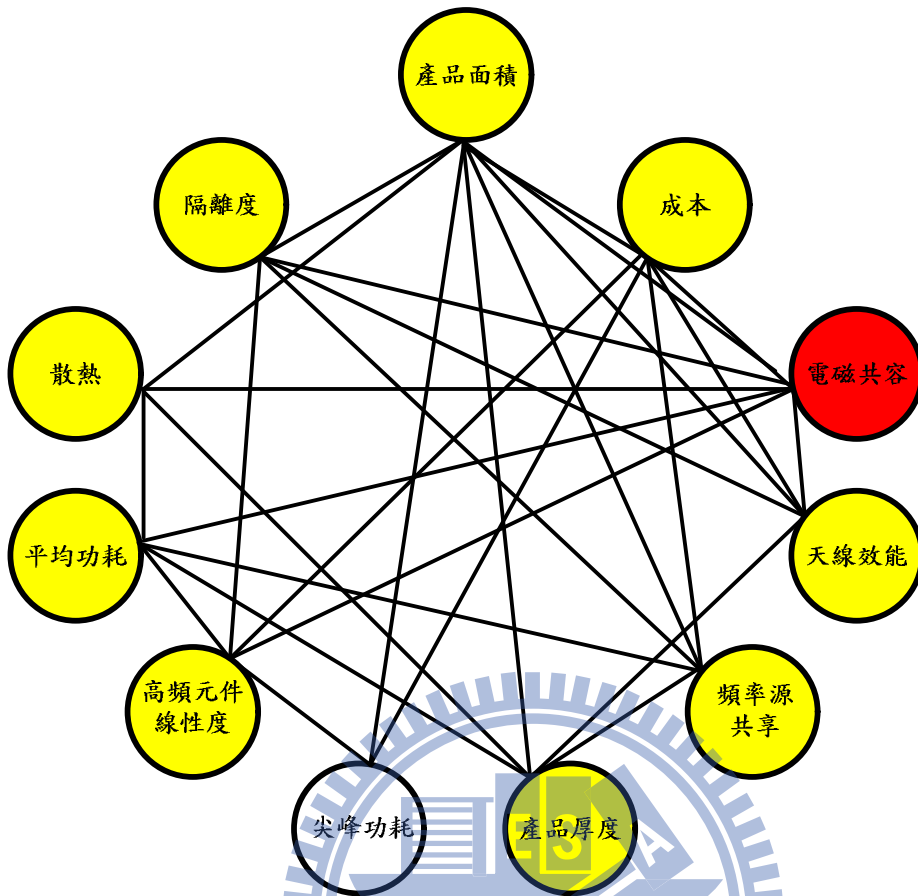 產品面積
隔離度
成本
散熱
電磁共容
平均功耗
天線效能
高頻元件
線性度
頻率源
共享
尖峰功耗
產品厚度
E 3 A